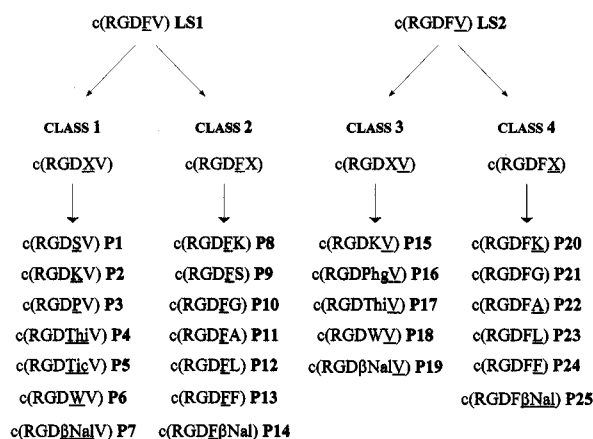 c(RGDFV) LS1 c(RGDFV) LS2
CLASS 1 CLASS 2 CLASS 3 CLASS 4
c(RGDXV) c(RGDFX) c(RGDXV) c(RGDFX)
c(RGDSV) P1 c(RGDFK) P8 c(RGDKV) P15 c(RGDFK) P20
c(RGDKV) P2 c(RGDFS) P9 c(RGDPhgV) P16 c(RGDFG) P21
c(RGDPV) P3 c(RGDFG) P10 c(RGDThiV) P17 c(RGDFA) P22
c(RGDThiV) P4 c(RGDFA) P11 c(RGDWV) P18 c(RGDFL) P23
c(RGDTicV) P5 c(RGDFL) P12 c(RGDβNalV) P19 c(RGDFF) P24
c(RGDWV) P6 c(RGDFF) P13 c(RGDFβNal) P25
c(RGDβNalV) P7 c(RGDFβNal) P14